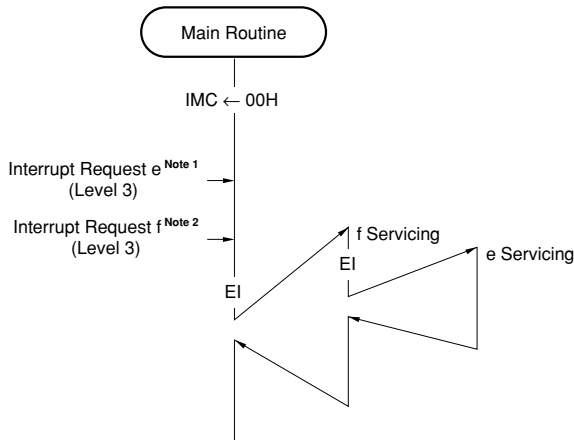 Main Routine
IMC ← 00H
Interrupt Request e Note 1
(Level 3)
Interrupt Request f Note 2
(Level 3)
f Servicing
EI
e Servicing
EI